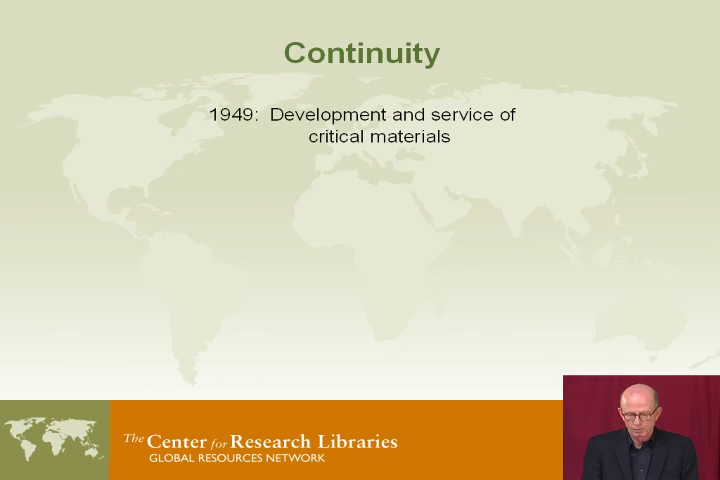 Continuity
1949: Development and service of
critical materials
The Center for Research Libraries
GLOBAL RESOURCES NETWORK